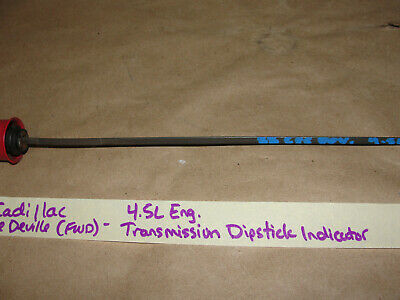 Cadillac 4.5L Eng.
e Deville (FWD) - Transmission Dipstick Indicator